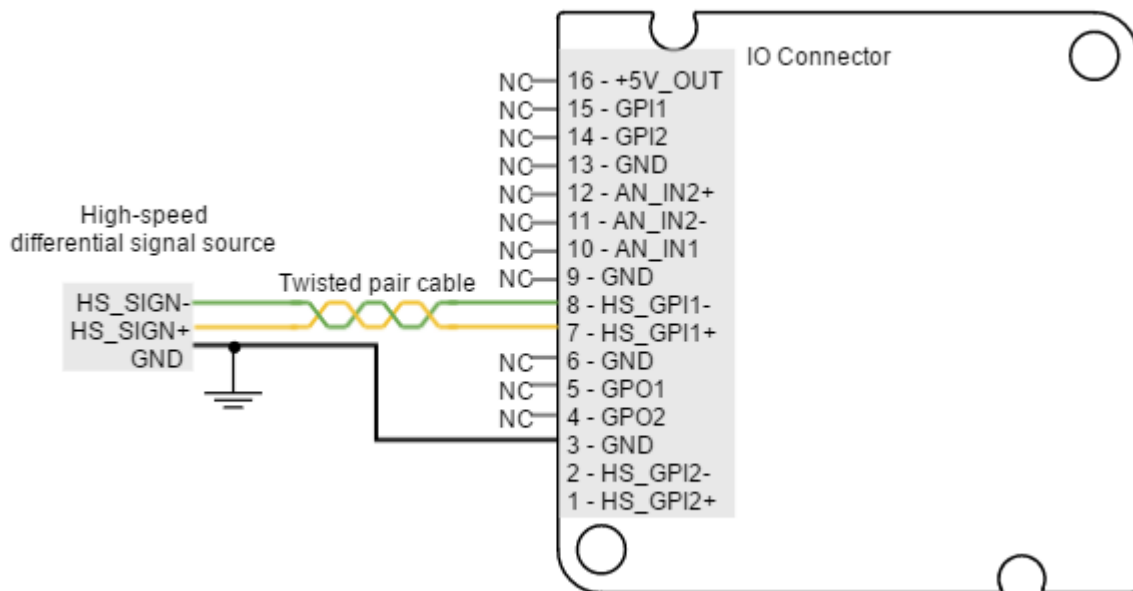 IO Connector
NC 16 - +5V_OUT
NC 15 - GPI1
NC 14 - GPI2
NC 13 - GND
NC 12 - AN_IN2+
NC 11 - AN_IN2-
NC 10 - AN_IN1
NC 9 - GND
High-speed
differential signal source
Twisted pair cable
HS_SIGN- 8 - HS_GPI1-
HS_SIGN+ 7 - HS_GPI1+
GND
NC 6 - GND
NC 5 - GPO1
NC 4 - GPO2
3 - GND
2 - HS_GPI2-
1 - HS_GPI2+